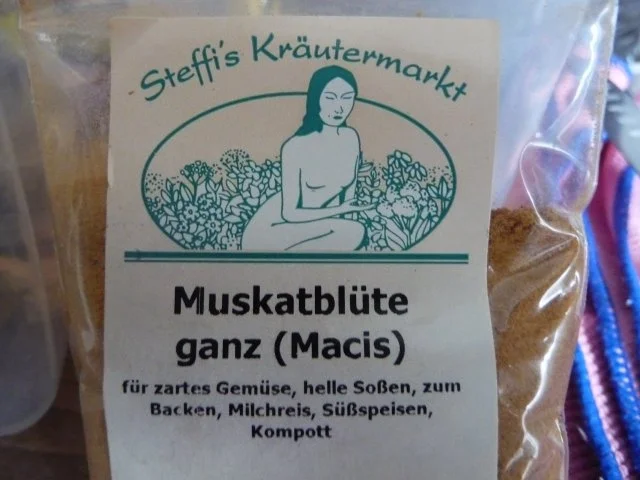 Steffi's Kräutermarkt
Muskatblüte
ganz (Macis)
für zartes Gemüse, helle Soßen, zum
Backen, Milchreis, Süßspeisen,
Kompott